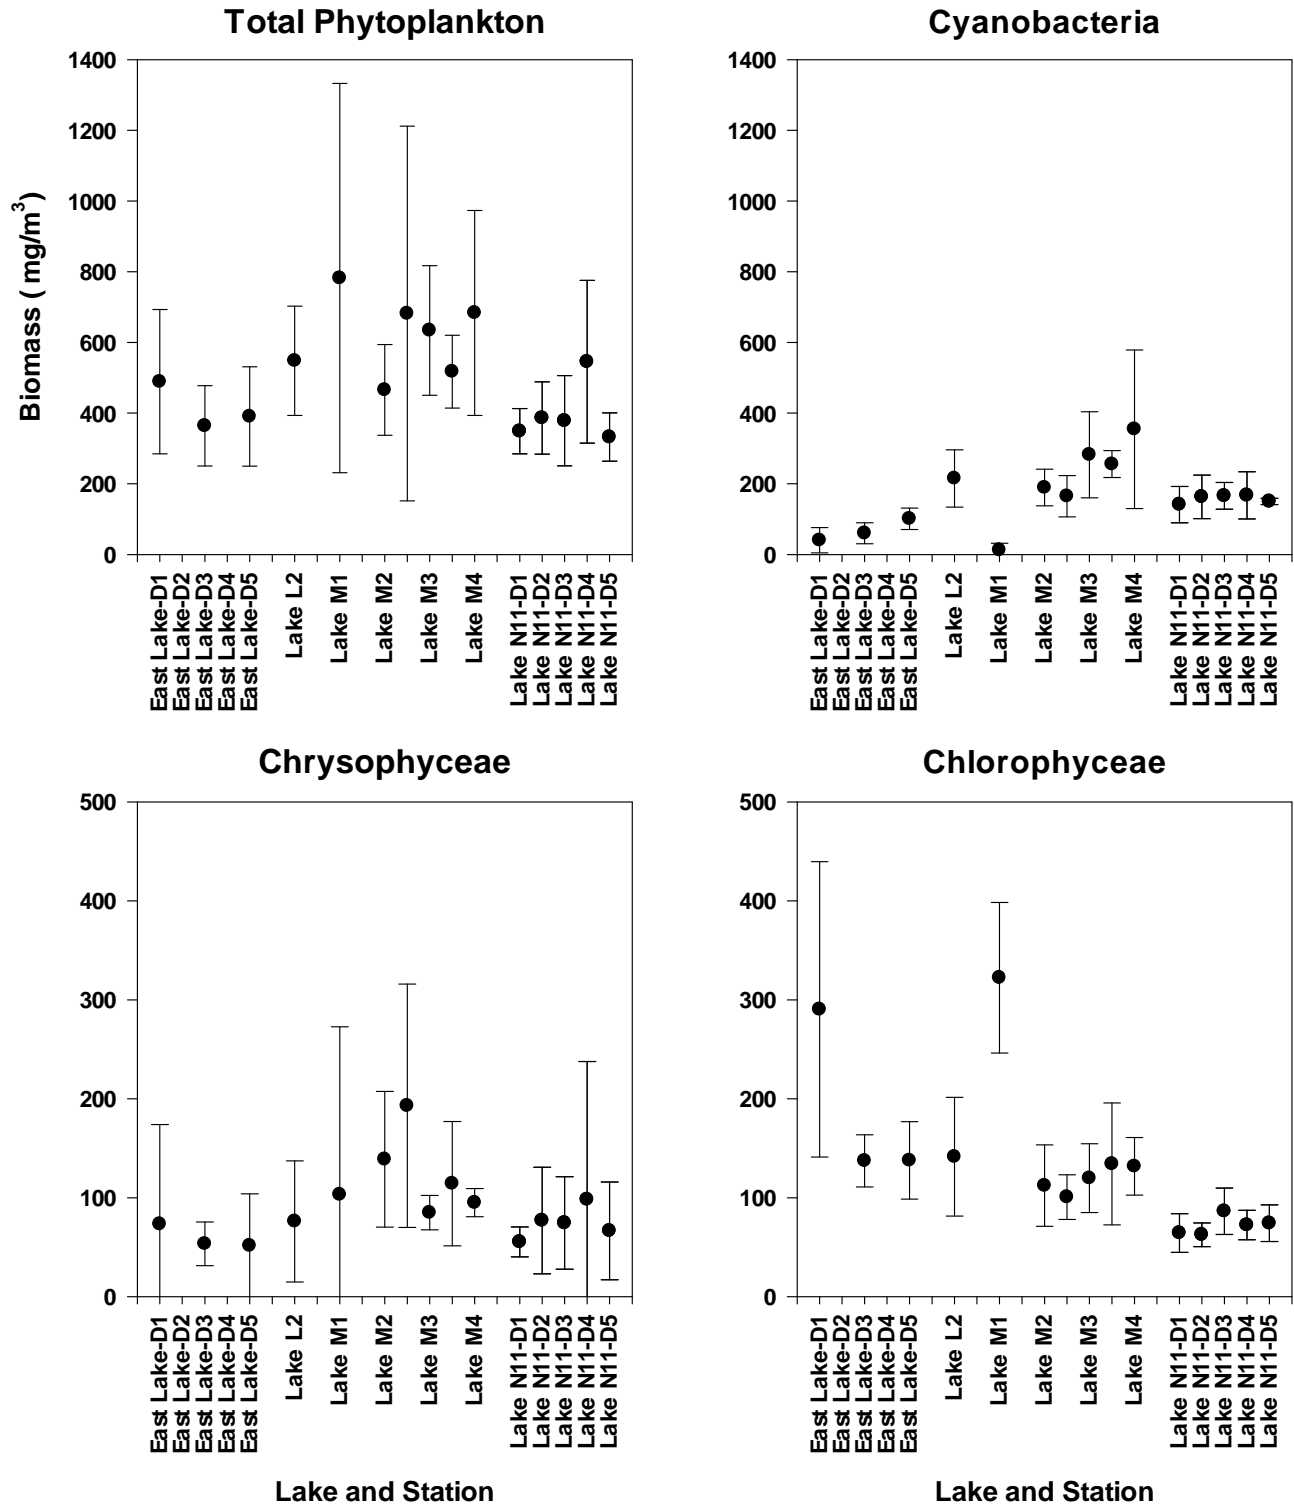 Total Phytoplankton
Cyanobacteria
Biomass ( mg/m³)
1400
1200
1000
800
600
400
200
0
East Lake-D1
East Lake-D2
East Lake-D3
East Lake-D4
East Lake-D5
Lake L2
Lake M1
Lake M2
Lake M3
Lake M4
Lake N11-D1
Lake N11-D2
Lake N11-D3
Lake N11-D4
Lake N11-D5
1400
1200
1000
800
600
400
200
0
East Lake-D1
East Lake-D2
East Lake-D3
East Lake-D4
East Lake-D5
Lake L2
Lake M1
Lake M2
Lake M3
Lake M4
Lake N11-D1
Lake N11-D2
Lake N11-D3
Lake N11-D4
Lake N11-D5
Chrysophyceae
Chlorophyceae
500
400
300
200
100
0
East Lake-D1
East Lake-D2
East Lake-D3
East Lake-D4
East Lake-D5
Lake L2
Lake M1
Lake M2
Lake M3
Lake M4
Lake N11-D1
Lake N11-D2
Lake N11-D3
Lake N11-D4
Lake N11-D5
Lake and Station
500
400
300
200
100
0
East Lake-D1
East Lake-D2
East Lake-D3
East Lake-D4
East Lake-D5
Lake L2
Lake M1
Lake M2
Lake M3
Lake M4
Lake N11-D1
Lake N11-D2
Lake N11-D3
Lake N11-D4
Lake N11-D5
Lake and Station